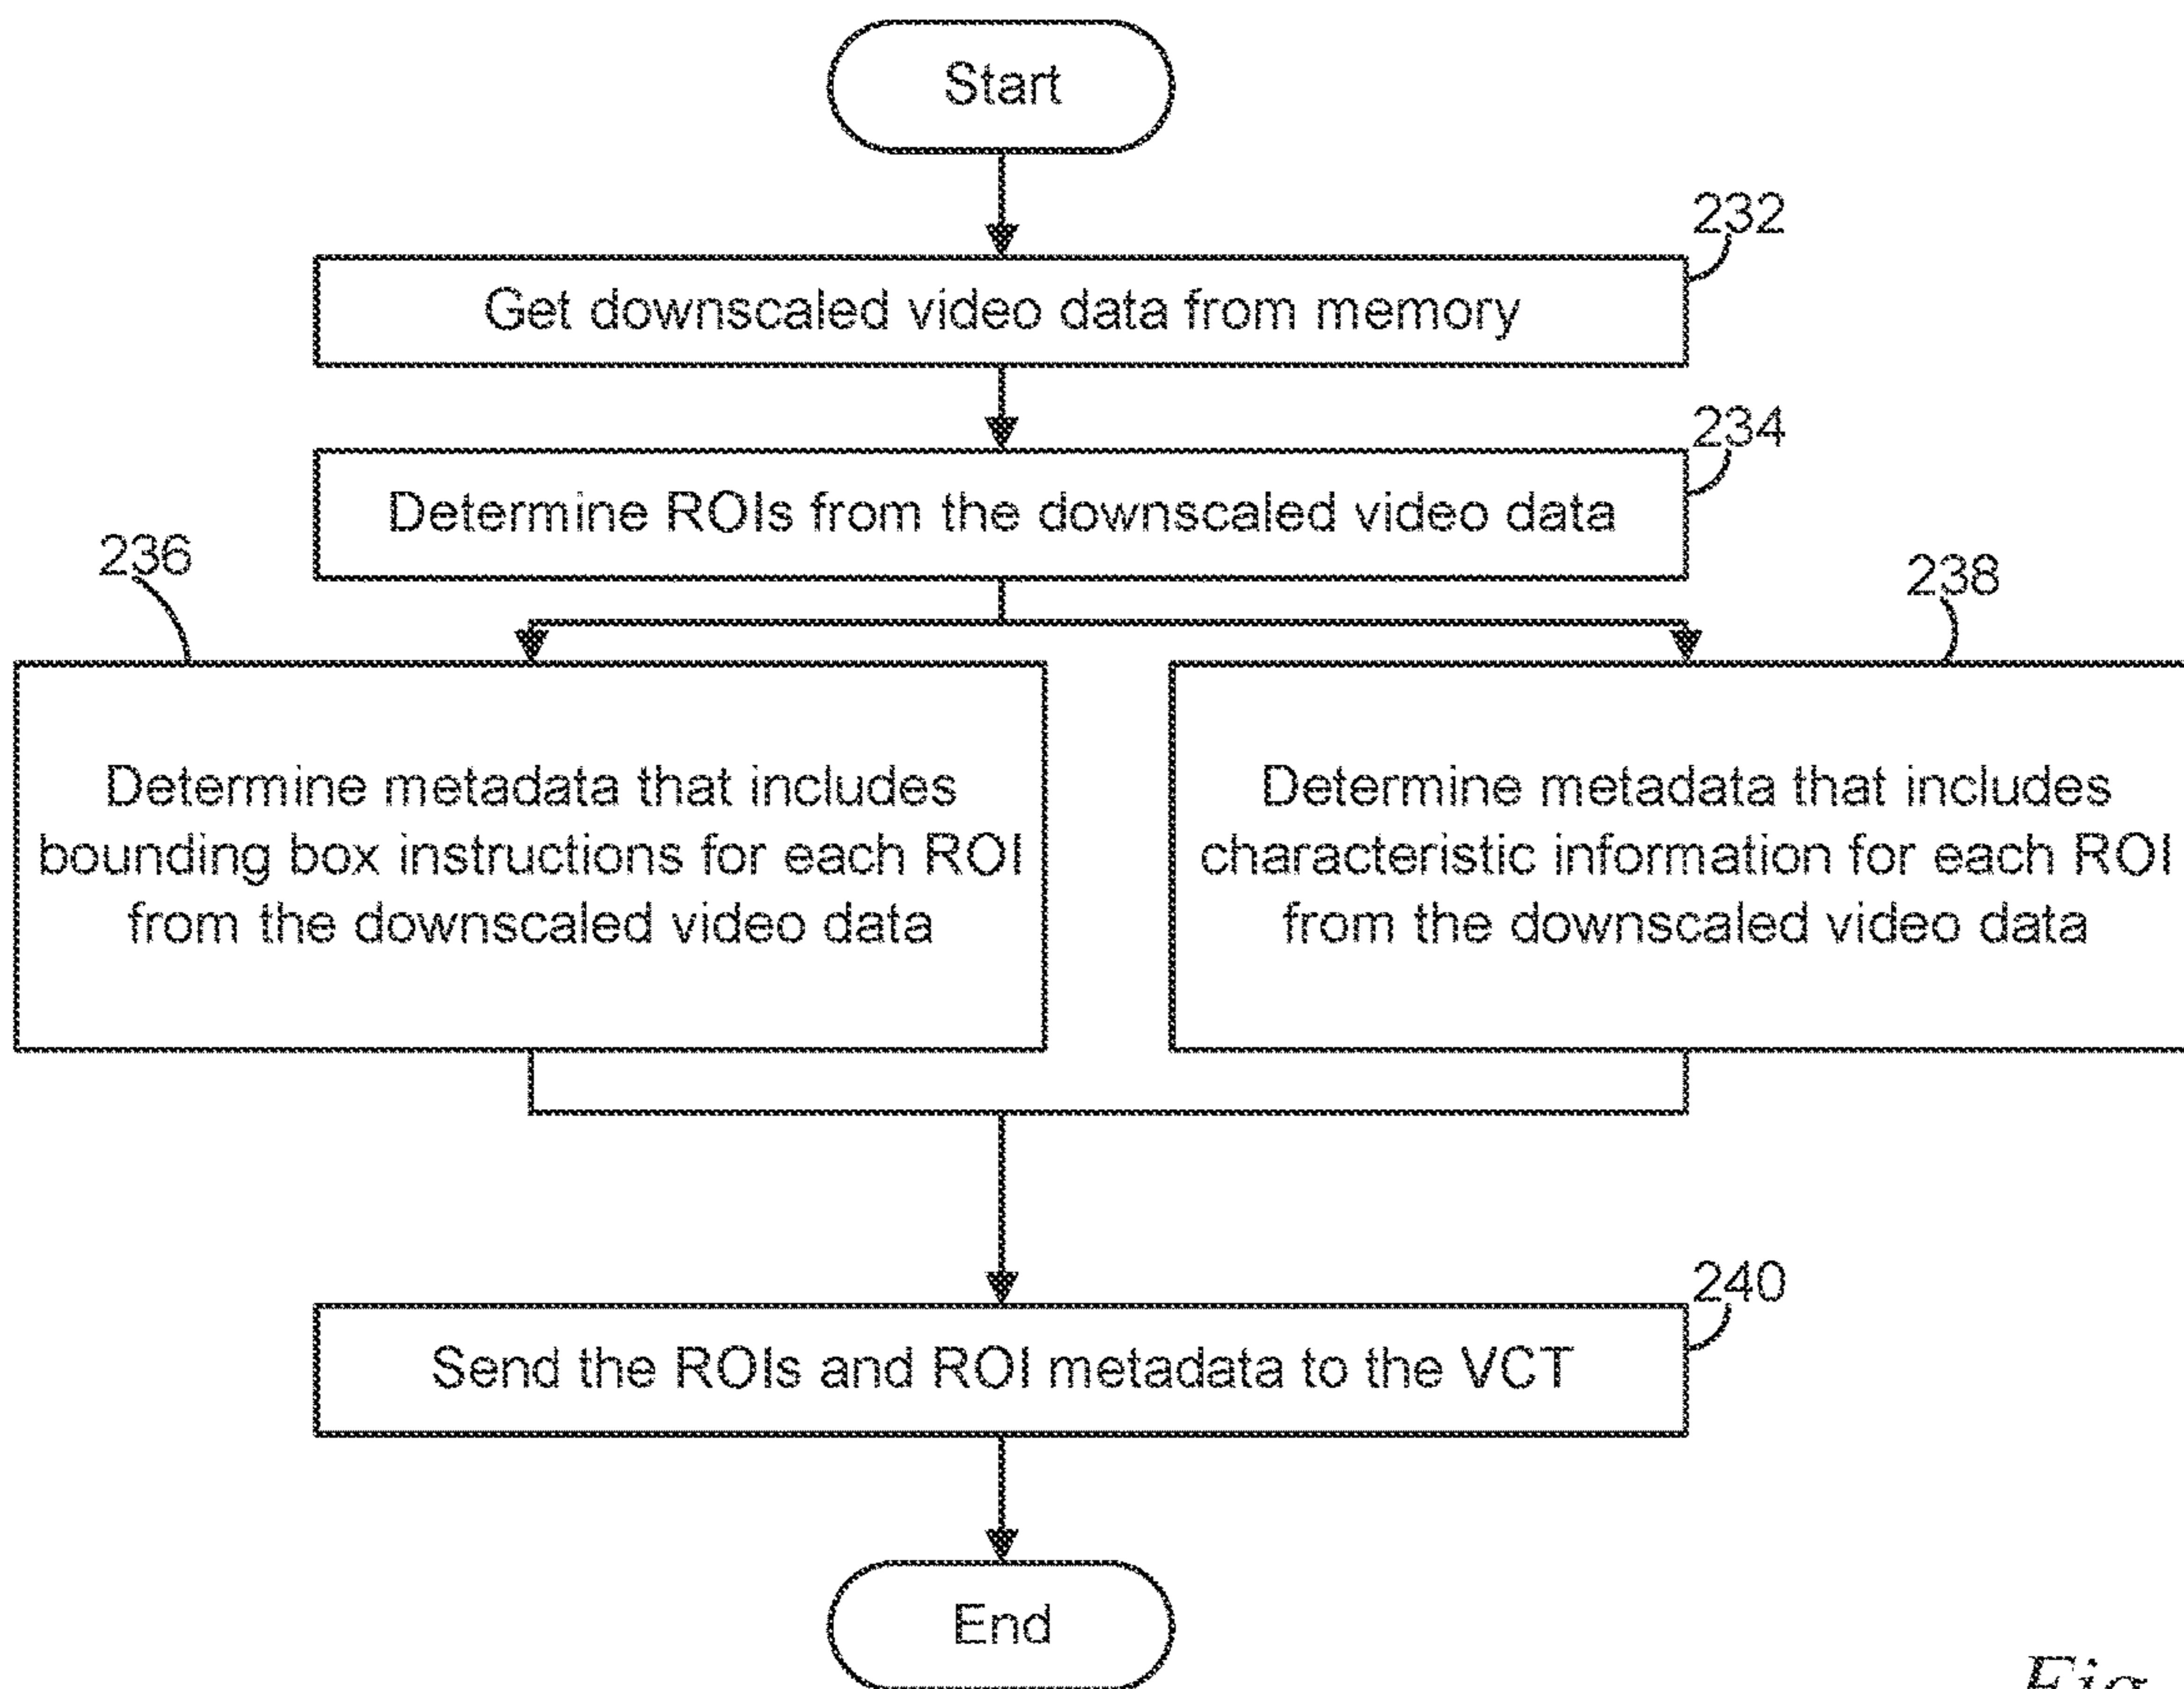 Start
232
Get downscaled video data from memory
234
Determine ROIs from the downscaled video data
236
238
Determine metadata that includes
bounding box instructions for each ROI
from the downscaled video data
Determine metadata that includes
characteristic information for each ROI
from the downscaled video data
240
Send the ROIs and ROI metadata to the VCT
End
Fig